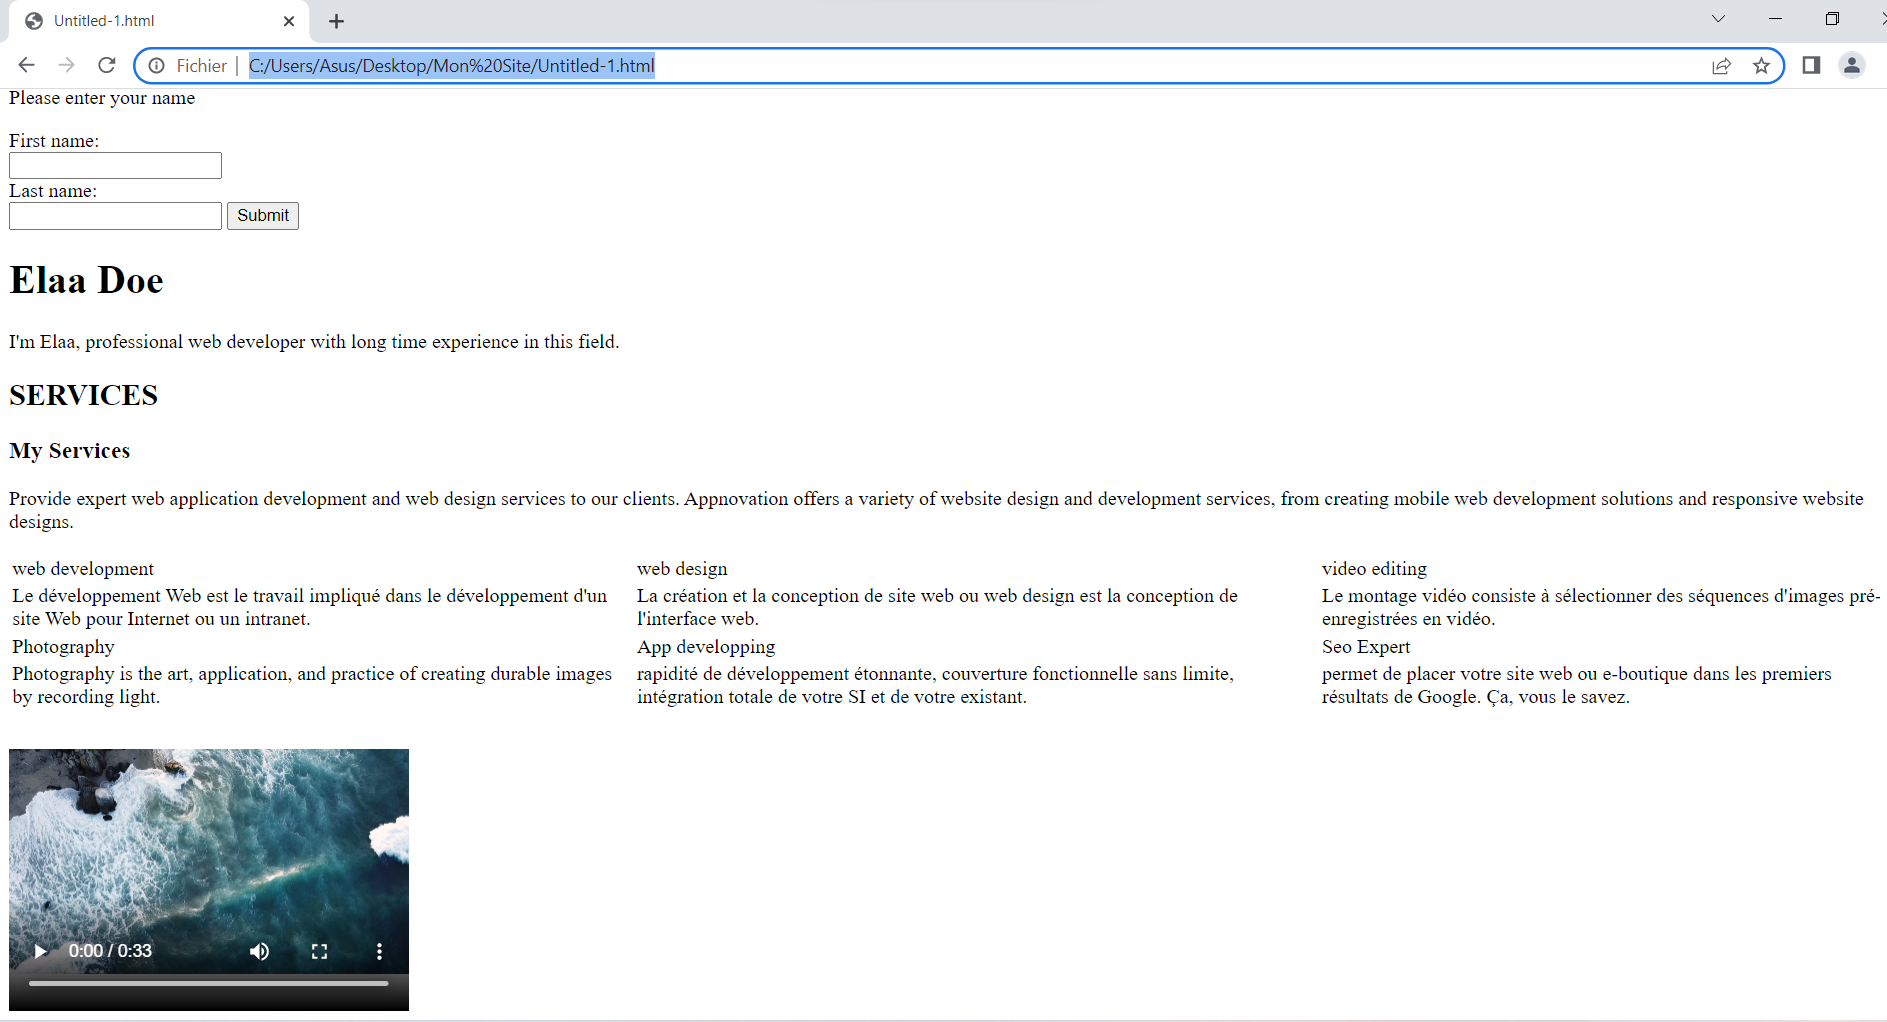 Untitled-1.html
Fichier | C:/Users/Asus/Desktop/Mon%20Site/Untitled-1.html
Please enter your name
First name:
Last name:
Submit
Elaa Doe
I'm Elaa, professional web developer with long time experience in this field.
SERVICES
My Services
Provide expert web application development and web design services to our clients. Appnovation offers a variety of website design and development services, from creating mobile web development solutions and responsive website
designs.
web development
Le développement Web est le travail impliqué dans le développement d'un
site Web pour Internet ou un intranet.
web design
La création et la conception de site web ou web design est la conception de
l'interface web.
video editing
Le montage vidéo consiste à sélectionner des séquences d'images pré-
enregistrées en vidéo.
Photography
Photography is the art, application, and practice of creating durable images
by recording light.
App developping
rapidité de développement étonnante, couverture fonctionnelle sans limite,
intégration totale de votre SI et de votre existant.
Seo Expert
permet de placer votre site web ou e-boutique dans les premiers
résultats de Google. Ça, vous le savez.
0:00 / 0:33